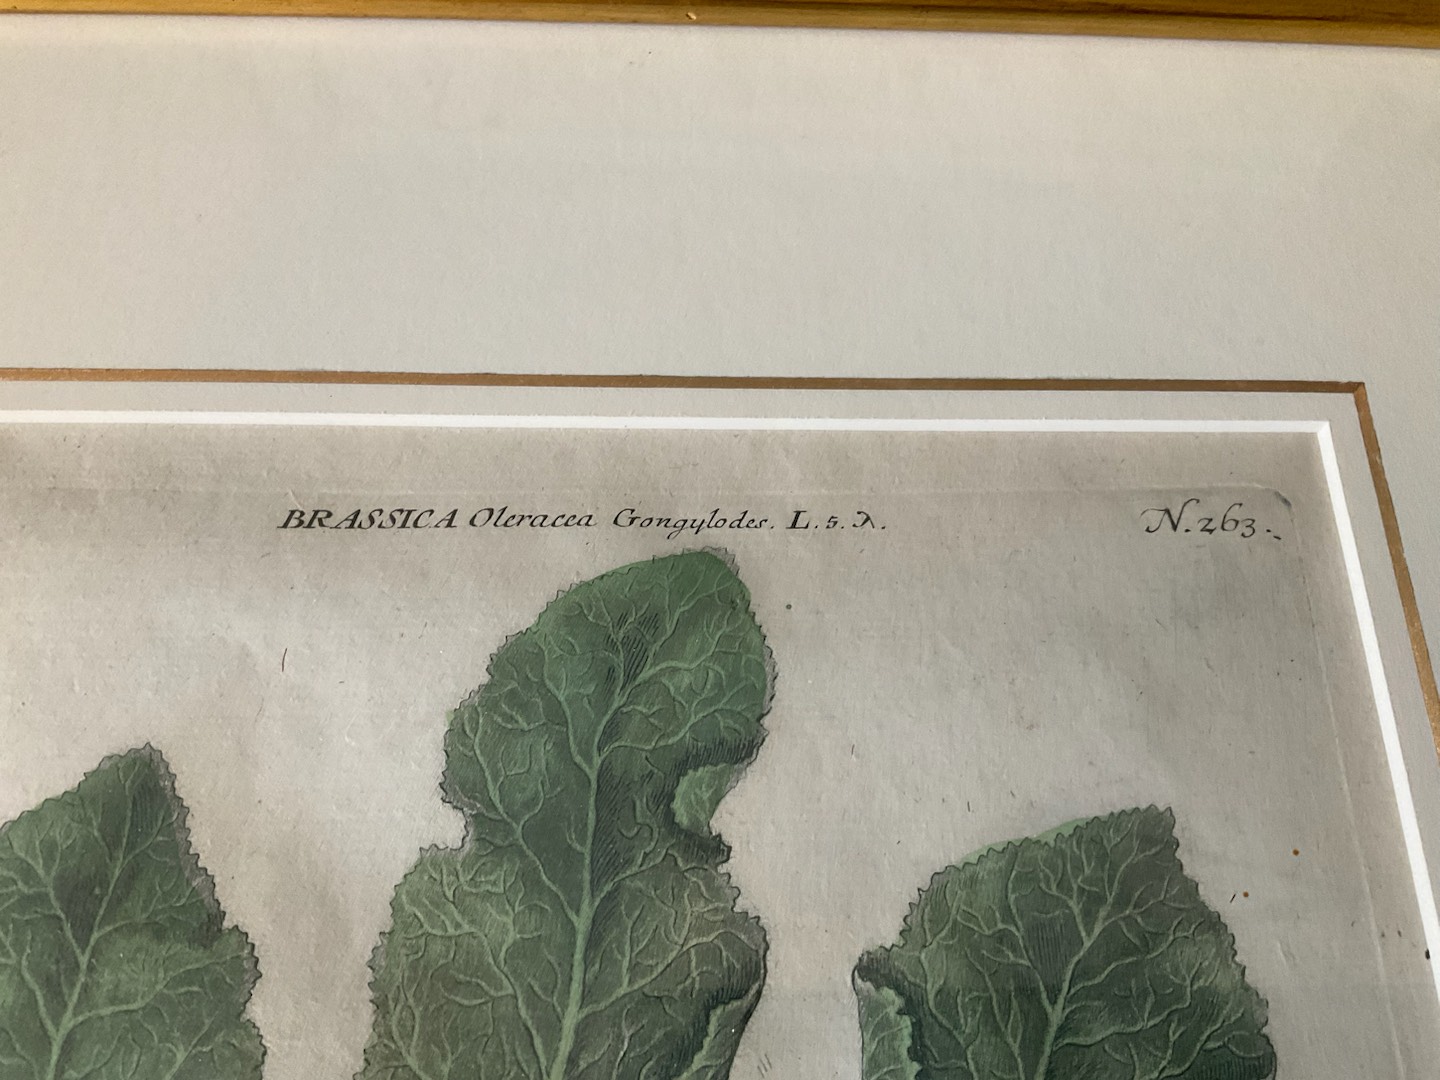 BRASSICA Oleracea Gongylodes. L. 5. λ. N. 263.